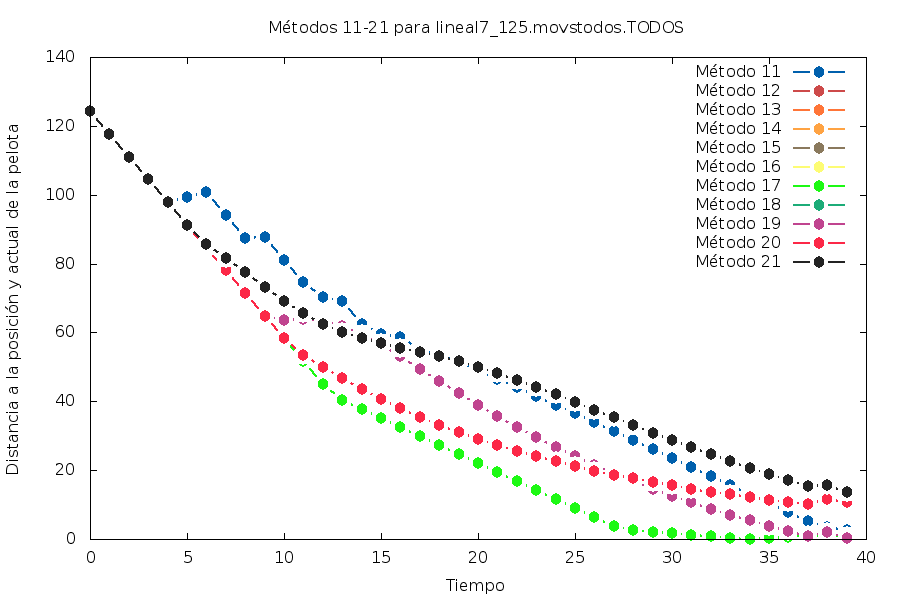 Métodos 11-21 para lineal7_125.movstodos.TODOS
Distancia a la posición y actual de la pelota
140
120
100
80
60
40
20
0
0 5 10 15 20 25 30 35 40
Tiempo
Método 11
Método 12
Método 13
Método 14
Método 15
Método 16
Método 17
Método 18
Método 19
Método 20
Método 21